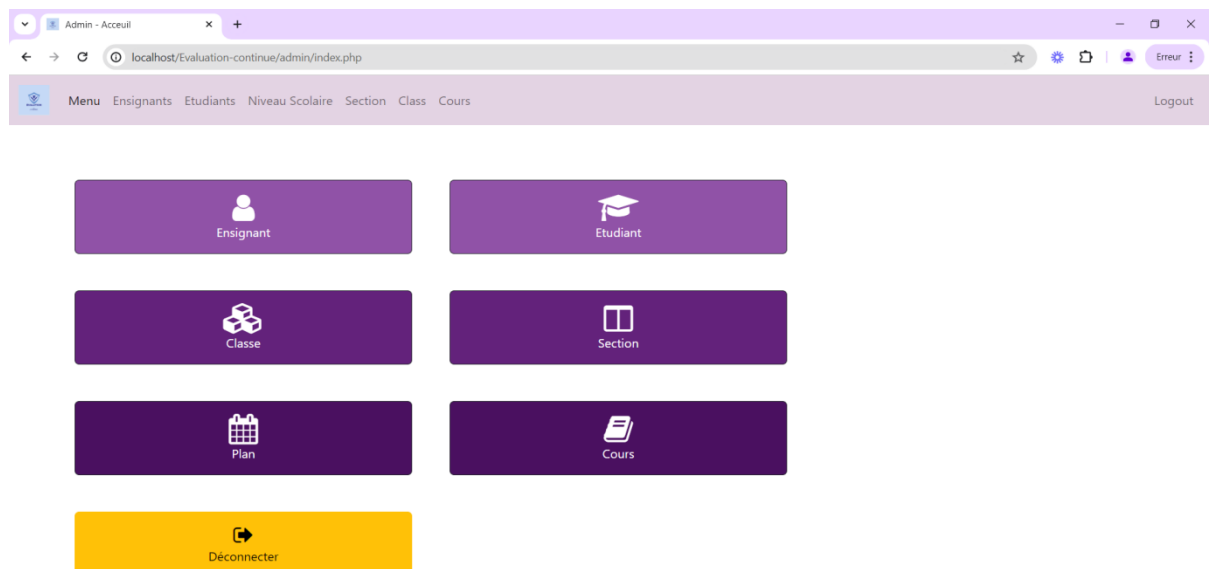 Admin - Acceuil
localhost/Evaluation-continue/admin/index.php
Erreur
Menu Ensignants Etudiants Niveau Scolaire Section Class Cours Logout
Ensignant Etudiant
Classe Section
Plan Cours
Déconnecter